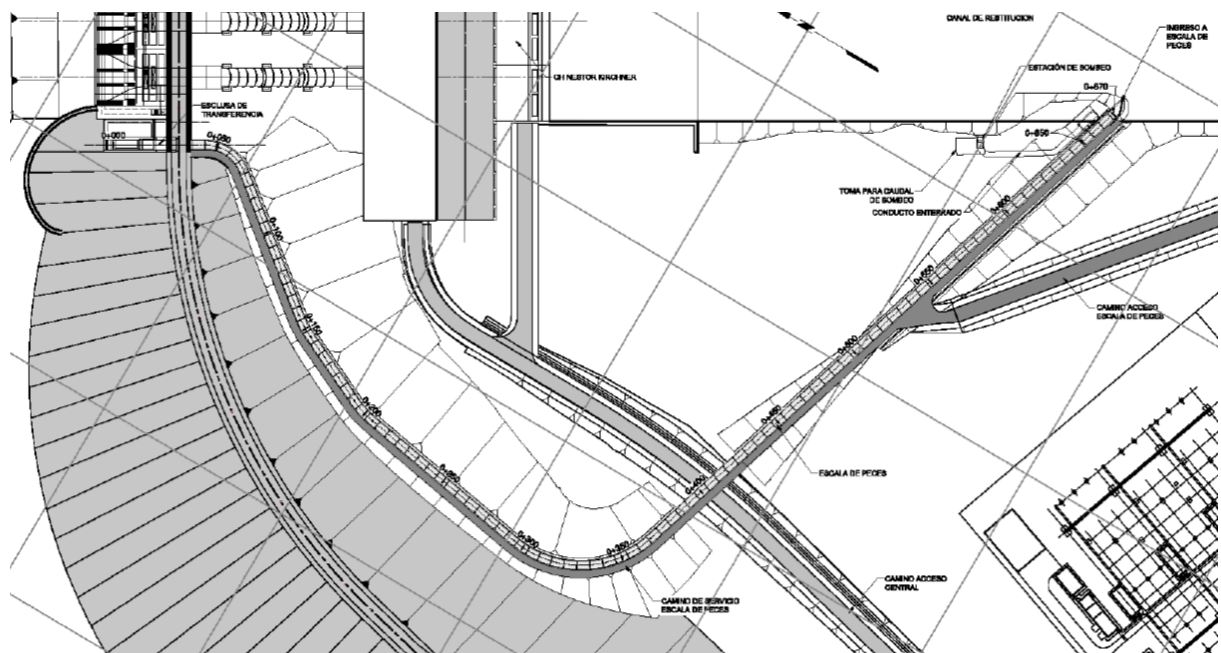 CANAL DE RESTITUCION
INGRESO A
ESCALA DE
PECES
ESTACIÓN DE BOMBEO
CH NESTOR KIRCHNER
0+670
ESCLUSA DE
TRANSFERENCIA
0+000
0+050
0+650
TOMA PARA CAUDAL
DE BOMBEO
CONDUCTO ENTERRADO
0+600
0+100
0+550
CAMINO ACCESO
ESCALA DE PECES
0+150
0+500
0+200
0+450
ESCALA DE PECES
0+250
0+400
0+300
0+350
CAMINO ACCESO
CENTRAL
CAMINO DE SERVICIO
ESCALA DE PECES